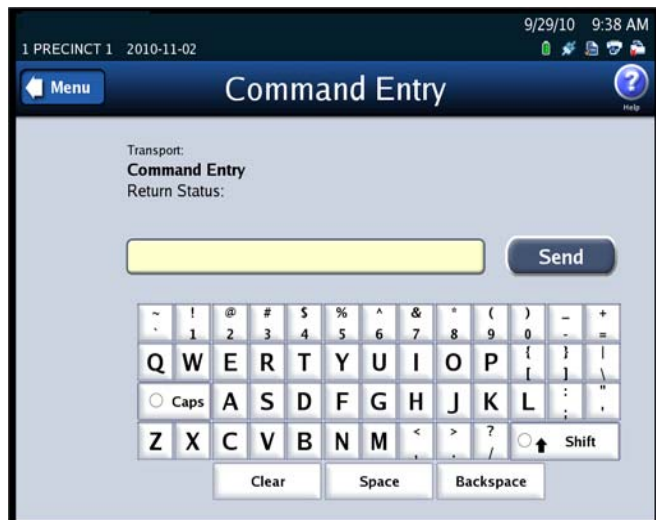 9/29/10 9:38 AM
1 PRECINCT 1 2010-11-02
Menu Command Entry
Help
Transport:
Command Entry
Return Status:
Send
~ ! @ # $ % ^ & * ( ) _ +
` 1 2 3 4 5 6 7 8 9 0 - =
Q W E R T Y U I O P { [ } ] | \
Caps A S D F G H J K L : ; " '
Z X C V B N M < , > . ? / Shift
Clear Space Backspace